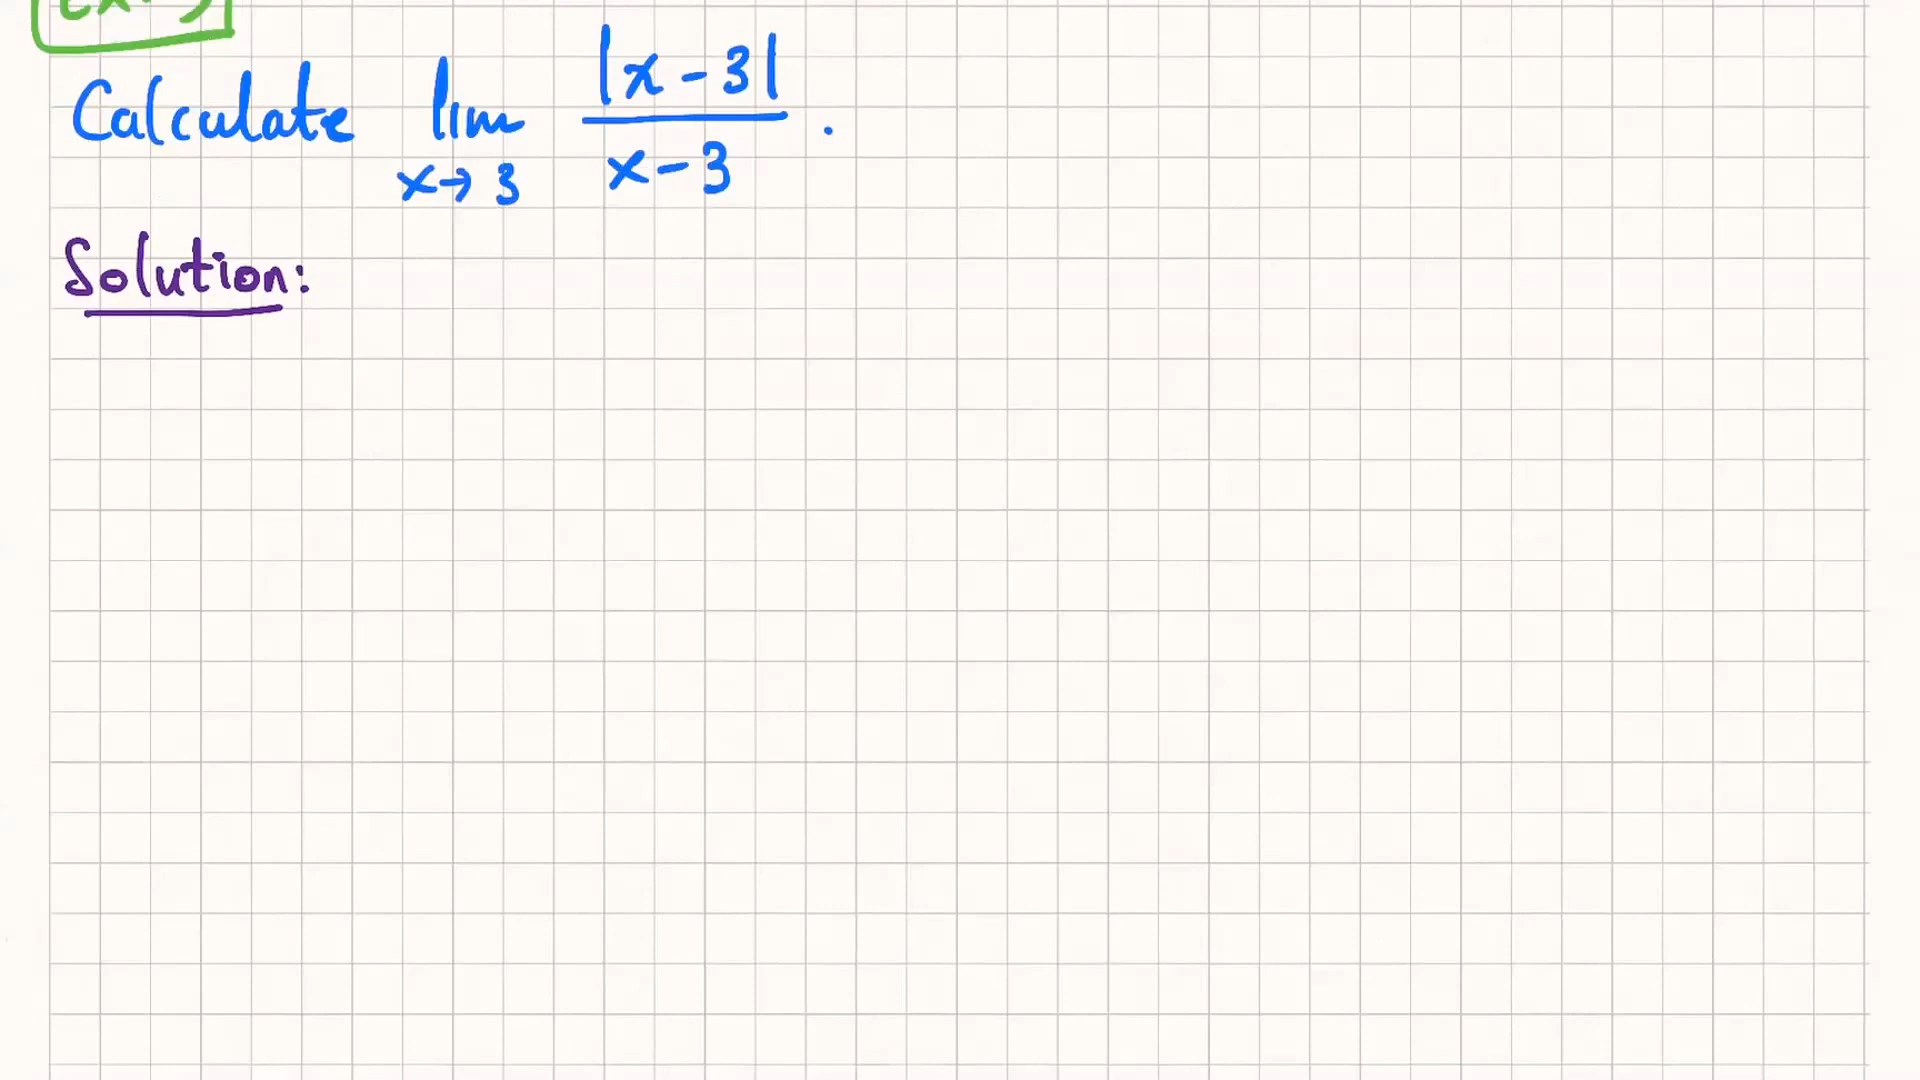 Calculate lim x→3 |x-3| / x-3 .
Solution: